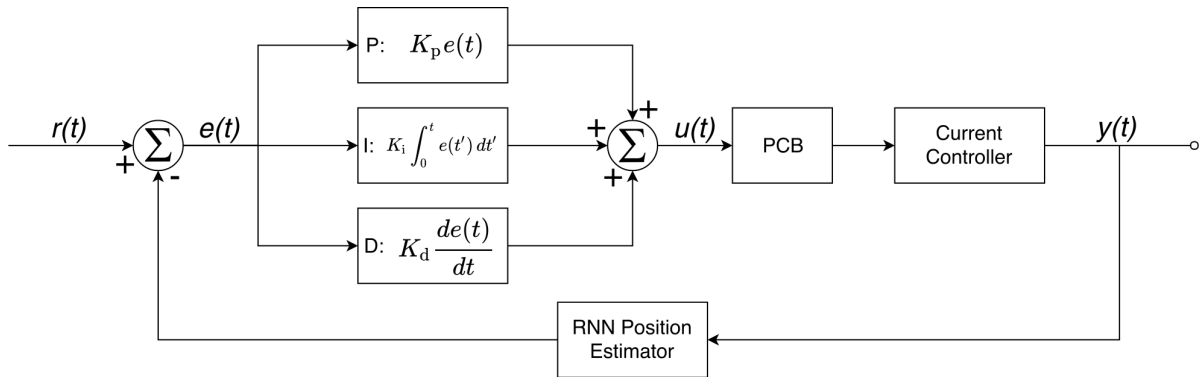 P: K_p e(t)
r(t)
e(t)
Σ
+
-
I: K_i ∫_0^t e(t') dt'
+
+
+
Σ
u(t)
PCB
Current
Controller
y(t)
D: K_d de(t)/dt
RNN Position
Estimator